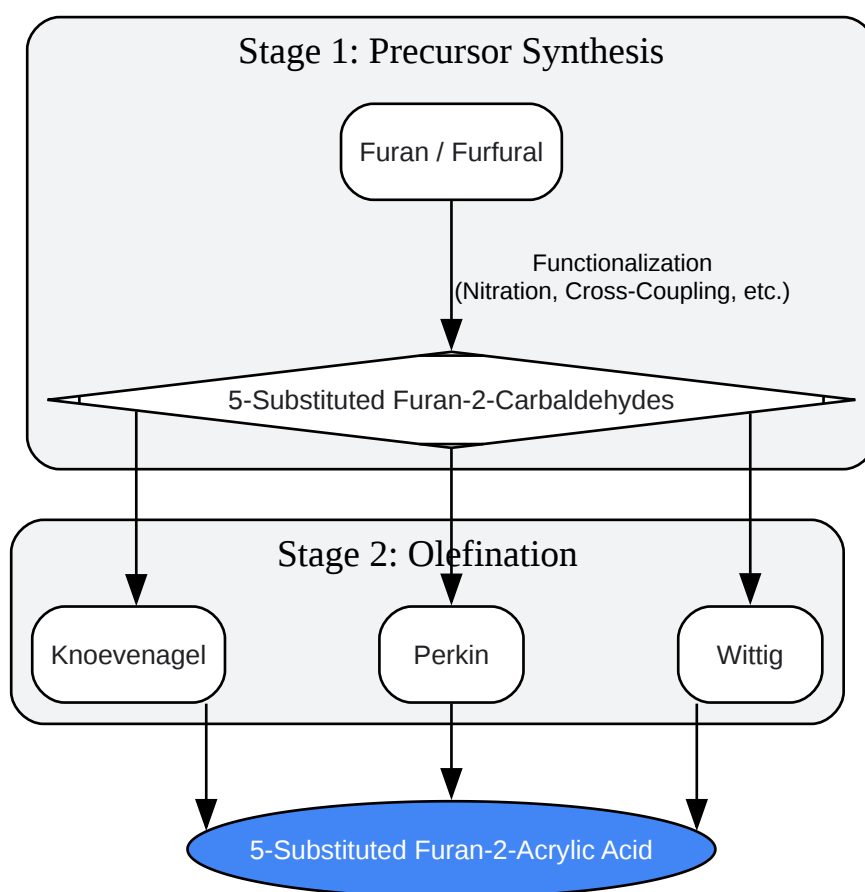 Stage 1: Precursor Synthesis
Furan / Furfural
Functionalization
(Nitration, Cross-Coupling, etc.)
5-Substituted Furan-2-Carbaldehydes
Stage 2: Olefination
Knoevenagel
Perkin
Wittig
5-Substituted Furan-2-Acrylic Acid